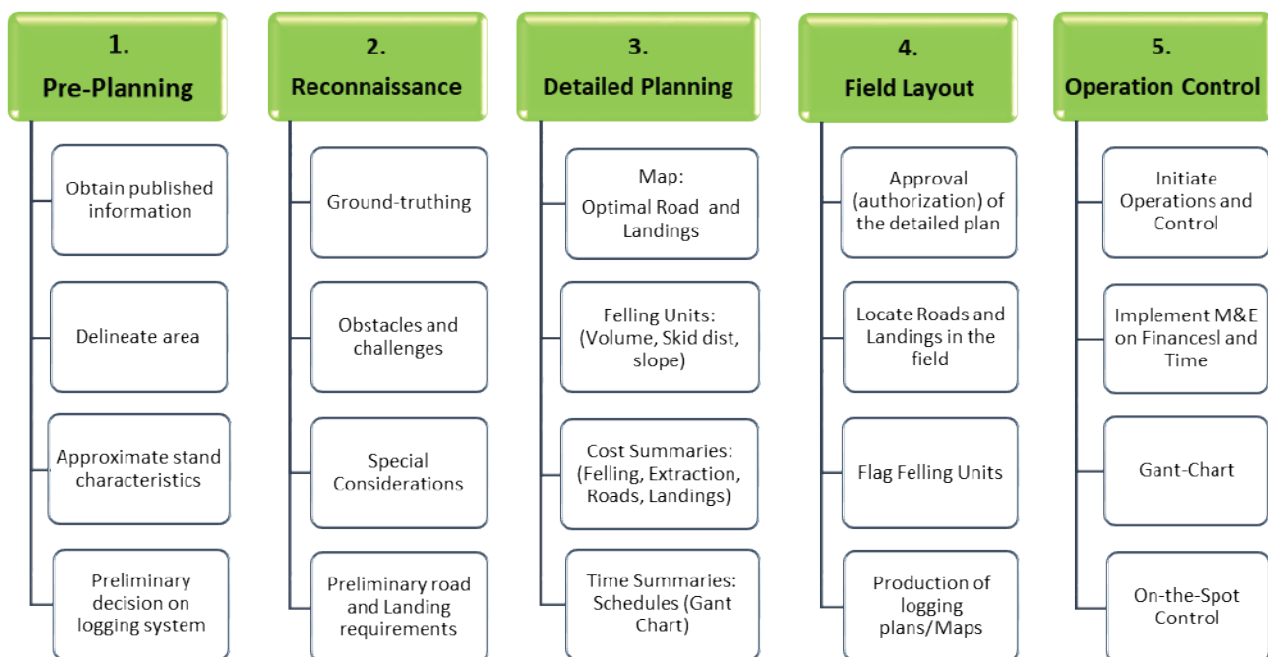 1.
Pre-Planning
Obtain published
information
Delineate area
Approximate stand
characteristics
Preliminary
decision on
logging system
2.
Reconnaissance
Ground-truthing
Obstacles and
challenges
Special
Considerations
Preliminary road
and Landing
requirements
3.
Detailed Planning
Map:
Optimal Road and
Landings
Felling Units:
(Volume, Skid dist,
slope)
Cost Summaries:
(Felling, Extraction,
Roads, Landings)
Time Summaries:
Schedules (Gant
Chart)
4.
Field Layout
Approval
(authorization) of
the detailed plan
Locate Roads and
Landings in the
field
Flag Felling Units
Production of
logging
plans/Maps
5.
Operation Control
Initiate
Operations and
Control
Implement M&E
on Financesl and
Time
Gant-Chart
On-the-Spot
Control